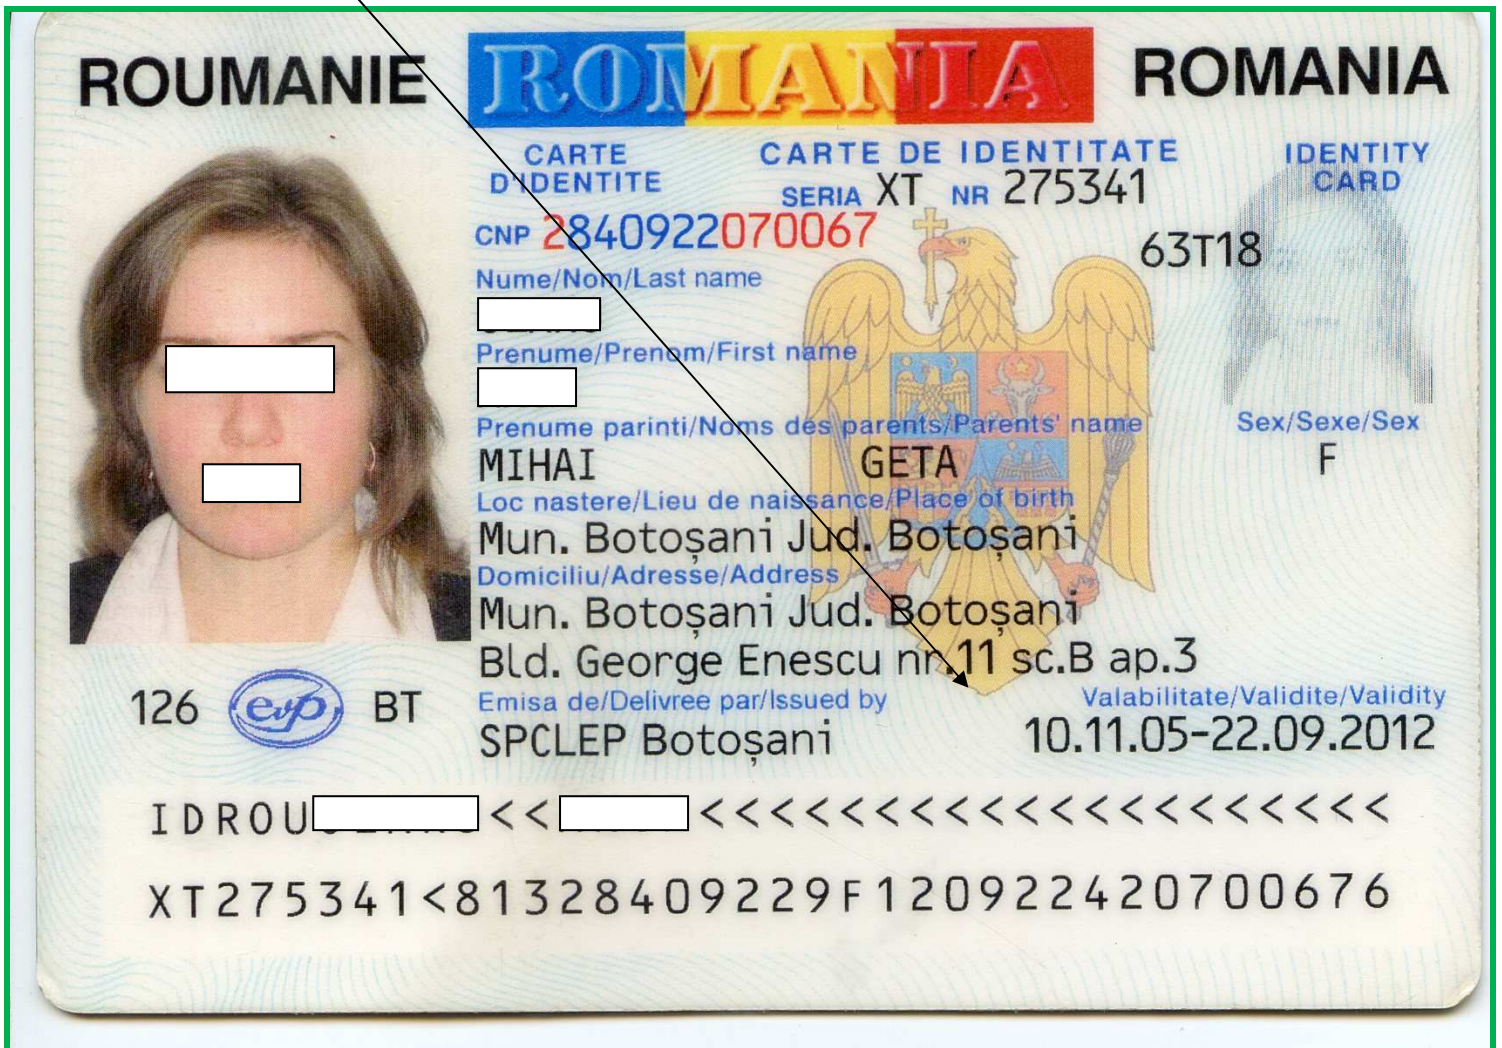 ROUMANIE
ROMANIA
ROMANIA
CARTE D'IDENTITE
CARTE DE IDENTITATE
IDENTITY CARD
SERIA XT NR 275341
CNP 2840922070067
63T18
Nume/Nom/Last name
Prenume/Prenom/First name
Prenume parinti/Noms des parents/Parents' name
MIHAI GETA
Sex/Sexe/Sex
F
Loc nastere/Lieu de naissance/Place of birth
Mun. Botoșani Jud. Botoșani
Domiciliu/Adresse/Address
Mun. Botoșani Jud. Botoșani
Bld. George Enescu nr.11 sc.B ap.3
Emisa de/Delivree par/Issued by
SPCLEP Botoșani
Valabilitate/Validite/Validity
10.11.05-22.09.2012
126 evp BT
IDROU << <<<<<<<<<<<<<<<<<<<<
XT275341<81328409229F120922420700676